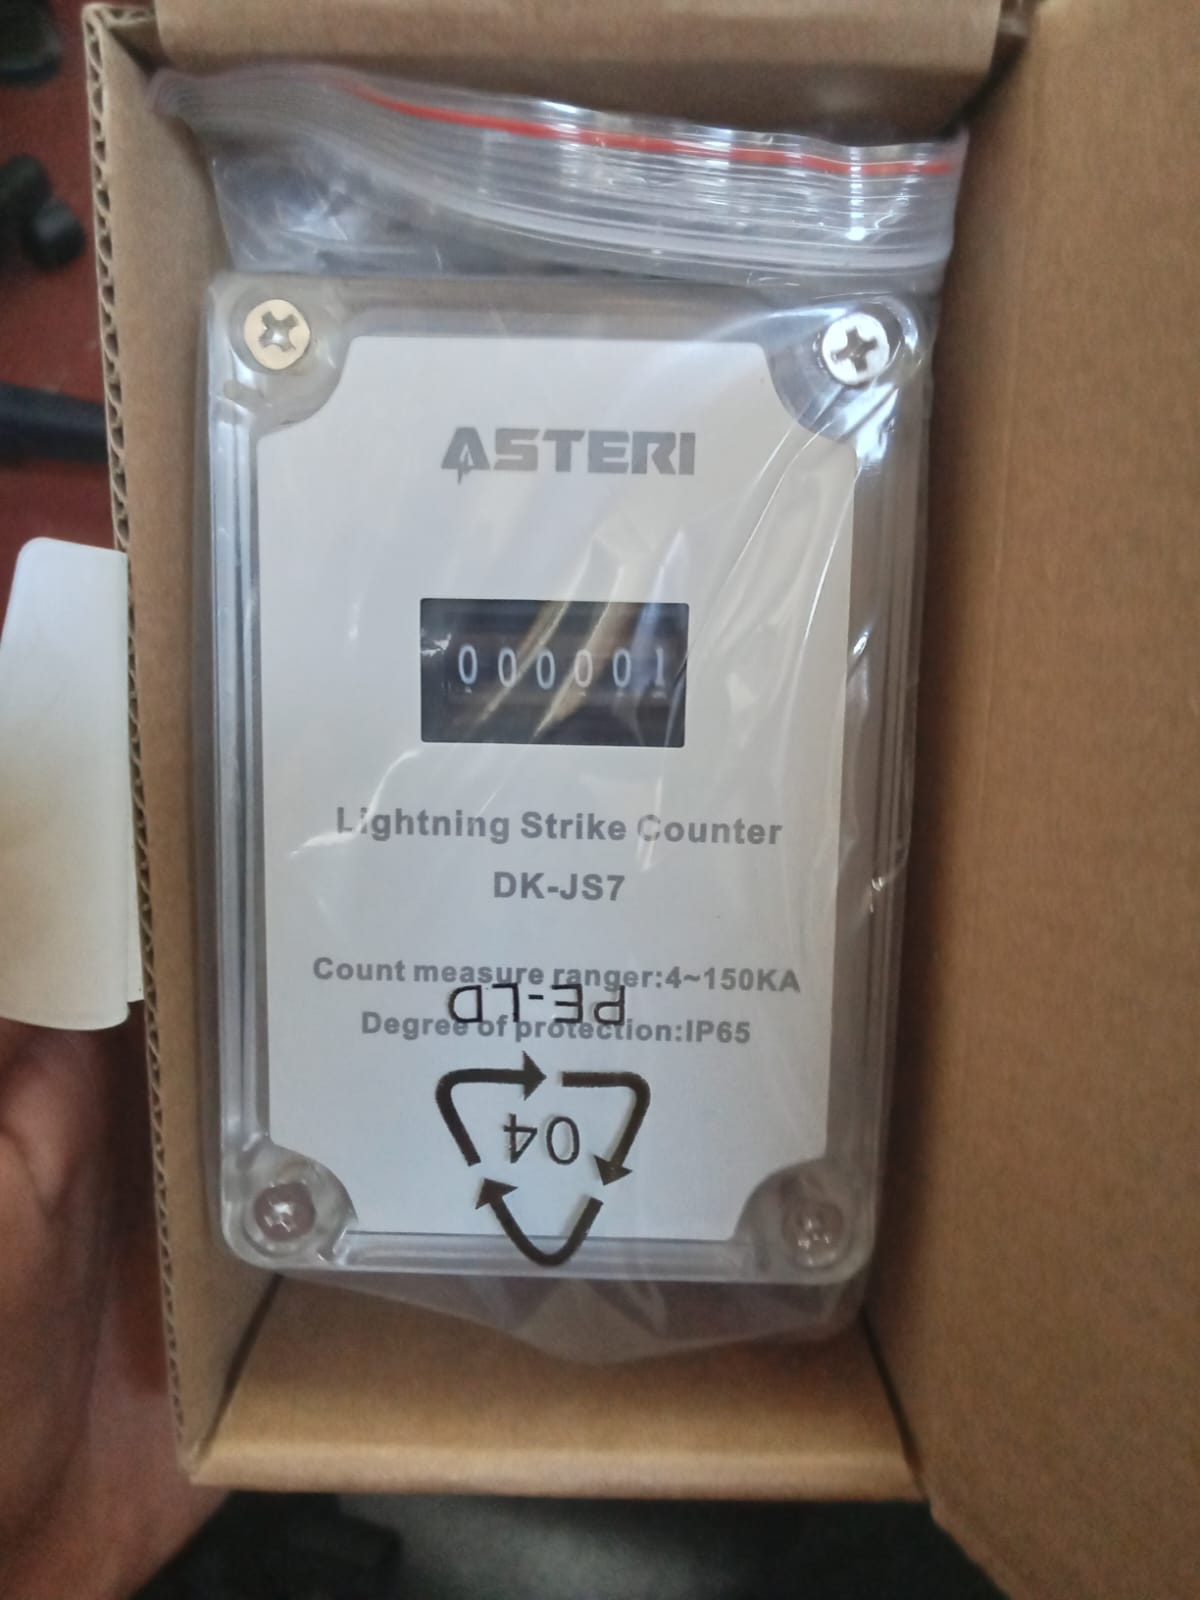 ASTERI
000001
Lightning Strike Counter
DK-JS7
Count measure ranger:4~150KA
PE-LD
Degree of protection:IP65
04